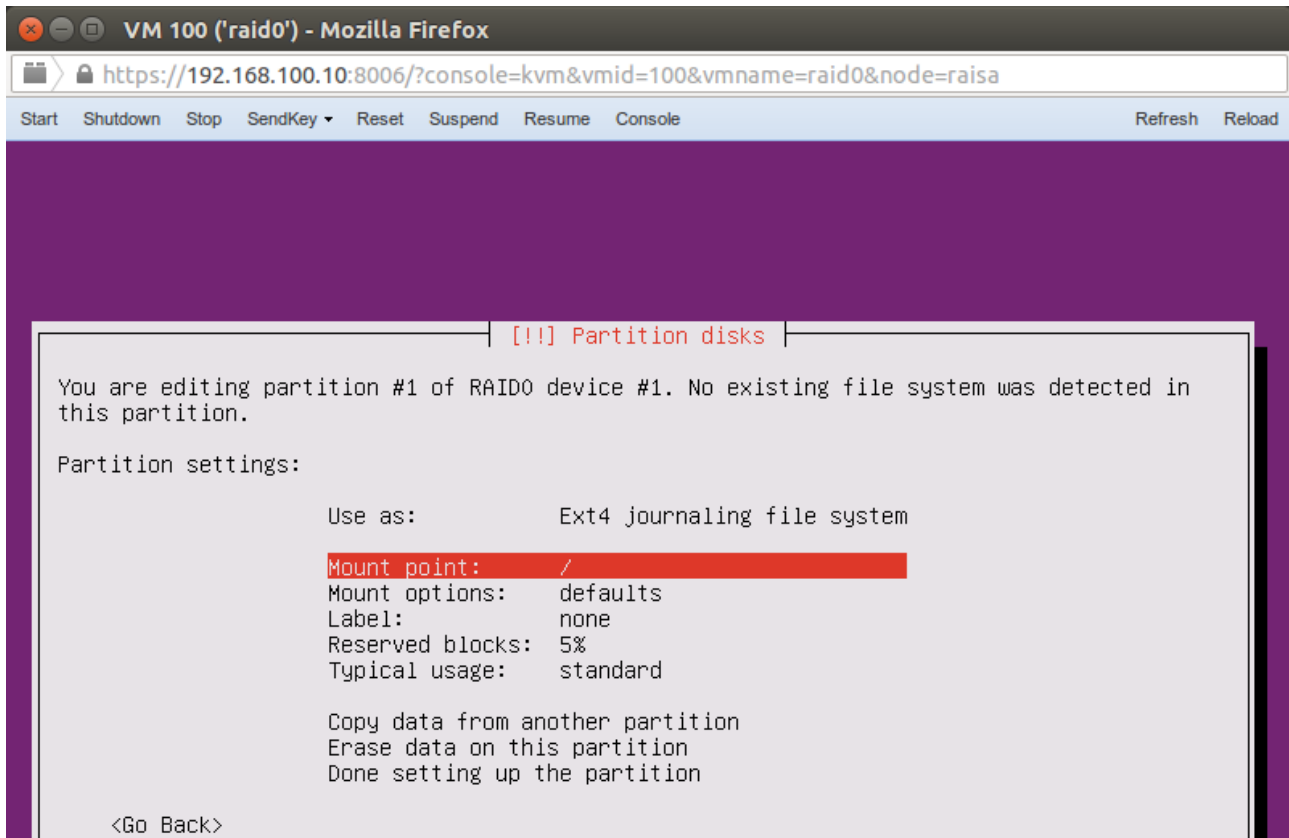 VM 100 ('raid0') - Mozilla Firefox
https://192.168.100.10:8006/?console=kvm&vmid=100&vmname=raid0&node=raisa
Start Shutdown Stop SendKey Reset Suspend Resume Console Refresh Reload
[!!] Partition disks
You are editing partition #1 of RAID0 device #1. No existing file system was detected in
this partition.
Partition settings:
Use as: Ext4 journaling file system
Mount point: /
Mount options: defaults
Label: none
Reserved blocks: 5%
Typical usage: standard
Copy data from another partition
Erase data on this partition
Done setting up the partition
<Go Back>